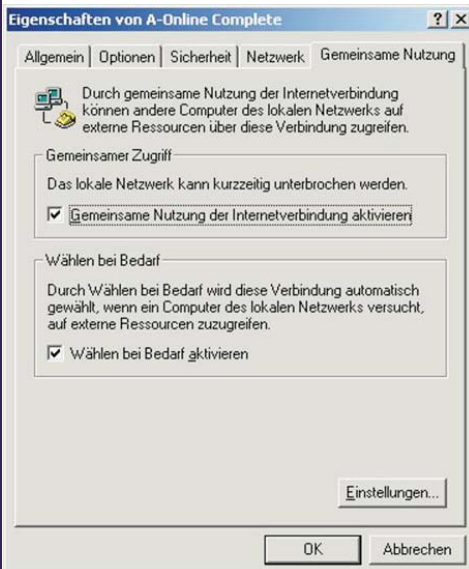 Eigenschaften von A-Online Complete
Allgemein Optionen Sicherheit Netzwerk Gemeinsame Nutzung
Durch gemeinsame Nutzung der Internetverbindung
können andere Computer des lokalen Netzwerks auf
externe Ressourcen über diese Verbindung zugreifen.
Gemeinsamer Zugriff
Das lokale Netzwerk kann kurzzeitig unterbrochen werden.
Gemeinsame Nutzung der Internetverbindung aktivieren
Wählen bei Bedarf
Durch Wählen bei Bedarf wird diese Verbindung automatisch
gewählt, wenn ein Computer des lokalen Netzwerks versucht,
auf externe Ressourcen zuzugreifen.
Wählen bei Bedarf aktivieren
Einstellungen...
OK Abbrechen